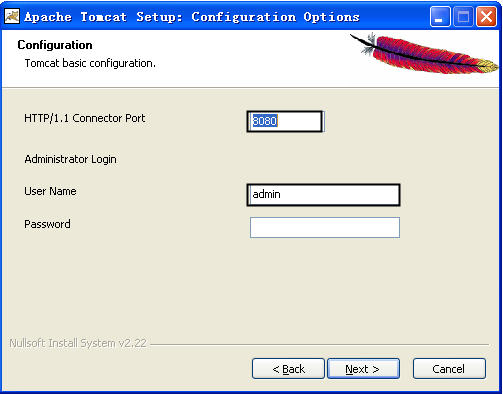 Apache Tomcat Setup: Configuration Options
Configuration
Tomcat basic configuration.
HTTP/1.1 Connector Port
8080
Administrator Login
User Name
admin
Password
Nullsoft Install System v2.22
< Back
Next >
Cancel